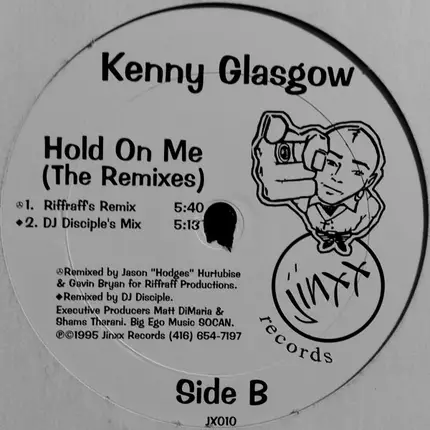 Kenny Glasgow
Hold On Me
(The Remixes)
1. Riffraff's Remix 5:40
◆2. DJ Disciple's Mix 5:13
Remixed by Jason "Hodges" Hurtubise
& Gavin Bryan for Riffraff Productions.
◆Remixed by DJ Disciple.
Executive Producers Matt DiMaria &
Shams Tharani. Big Ego Music SOCAN.
℗©1995 Jinxx Records (416) 654-7197
jinxx
records
Side B
JX010